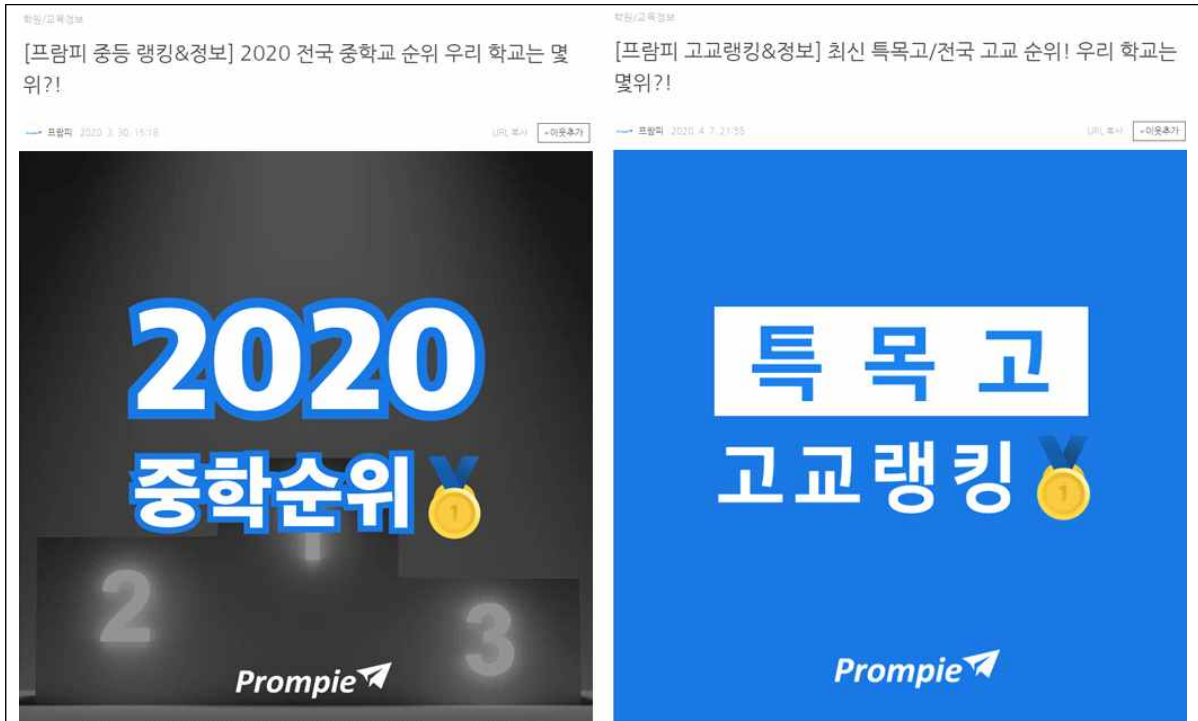 학원/교육정보
[프람피 중등 랭킹&정보] 2020 전국 중학교 순위 우리 학교는 몇
위?!
프람피 2020. 3. 30. 15:18
URL 복사 +이웃추가
2020
중학순위
1
1
2
3
Prompie
학원/교육정보
[프람피 고교랭킹&정보] 최신 특목고/전국 고교 순위! 우리 학교는
몇위?!
프람피 2020. 4. 7. 21:55
URL 복사 +이웃추가
특목고
고교랭킹
1
Prompie